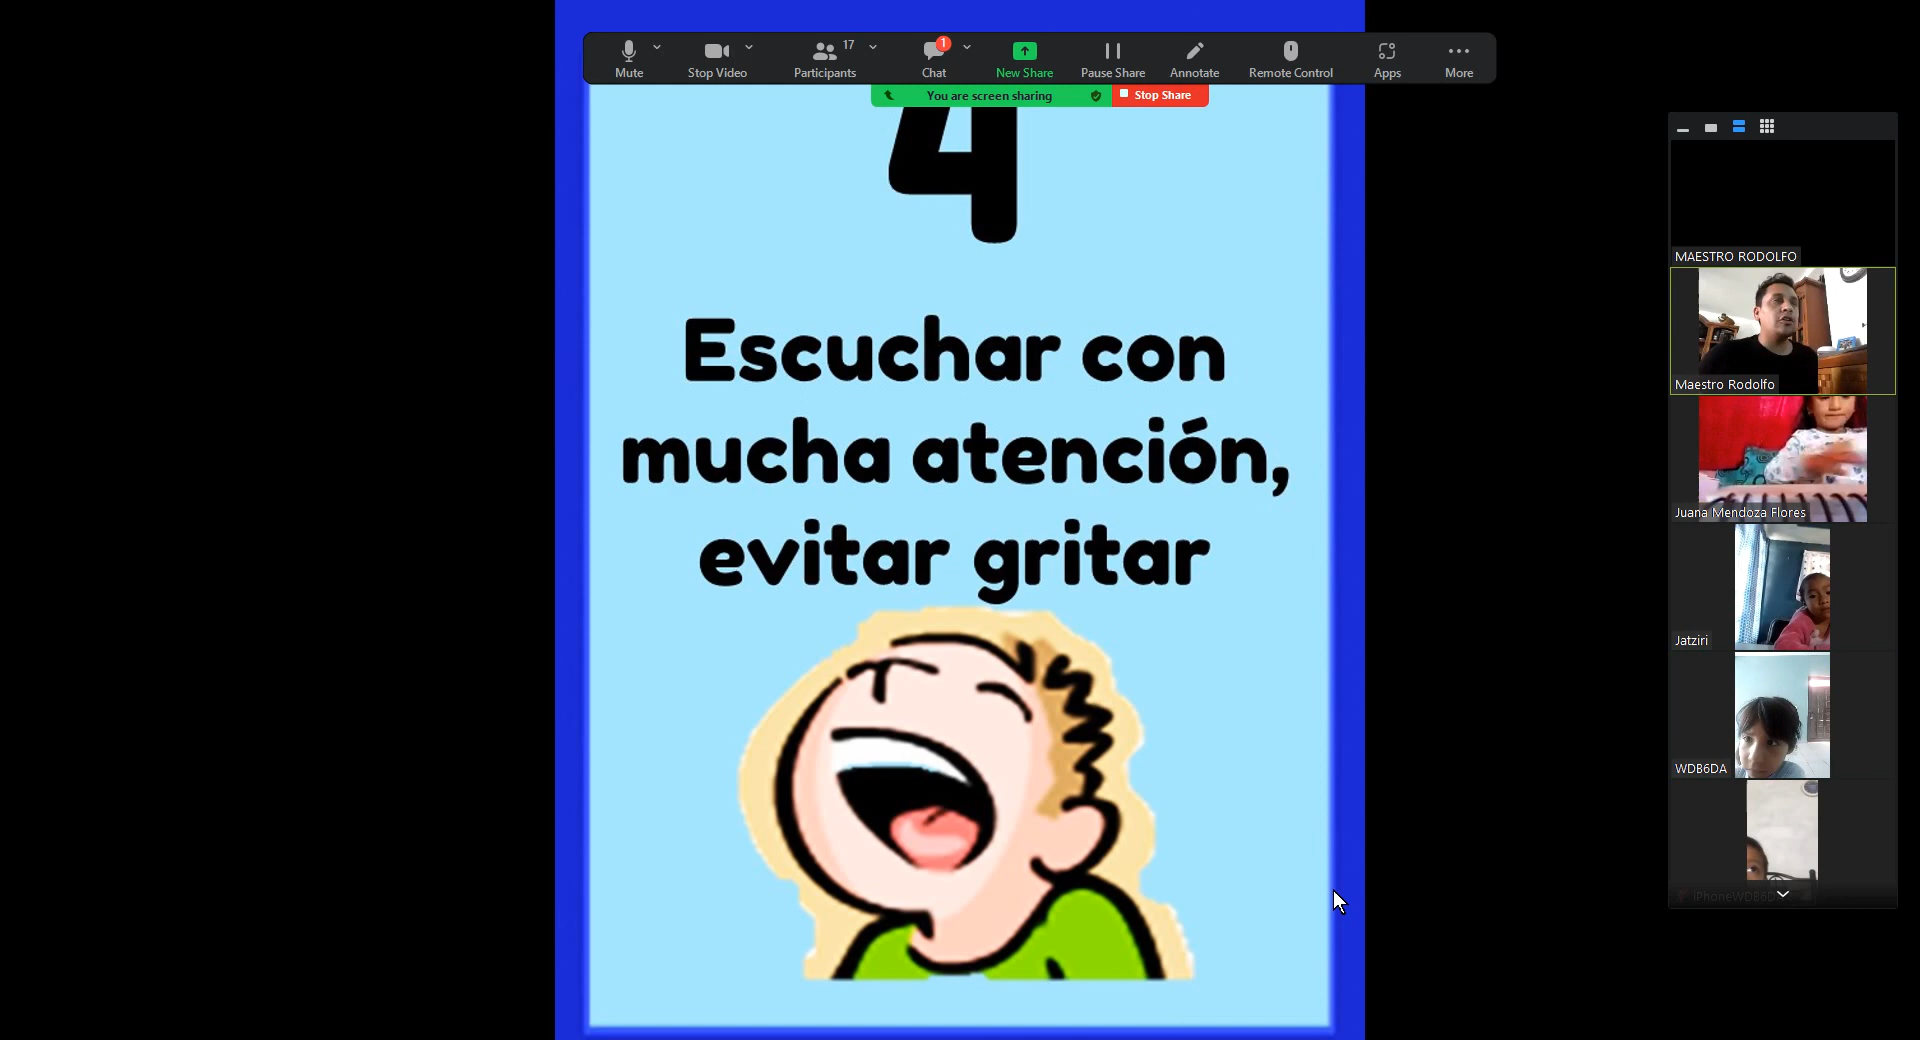 17
1
Mute
Stop Video
Participants
Chat
New Share
Pause Share
Annotate
Remote Control
Apps
More
You are screen sharing
Stop Share
4
Escuchar con
mucha atención,
evitar gritar
MAESTRO RODOLFO
Maestro Rodolfo
Juana Mendoza Flores
Jatziri
WDB6DA